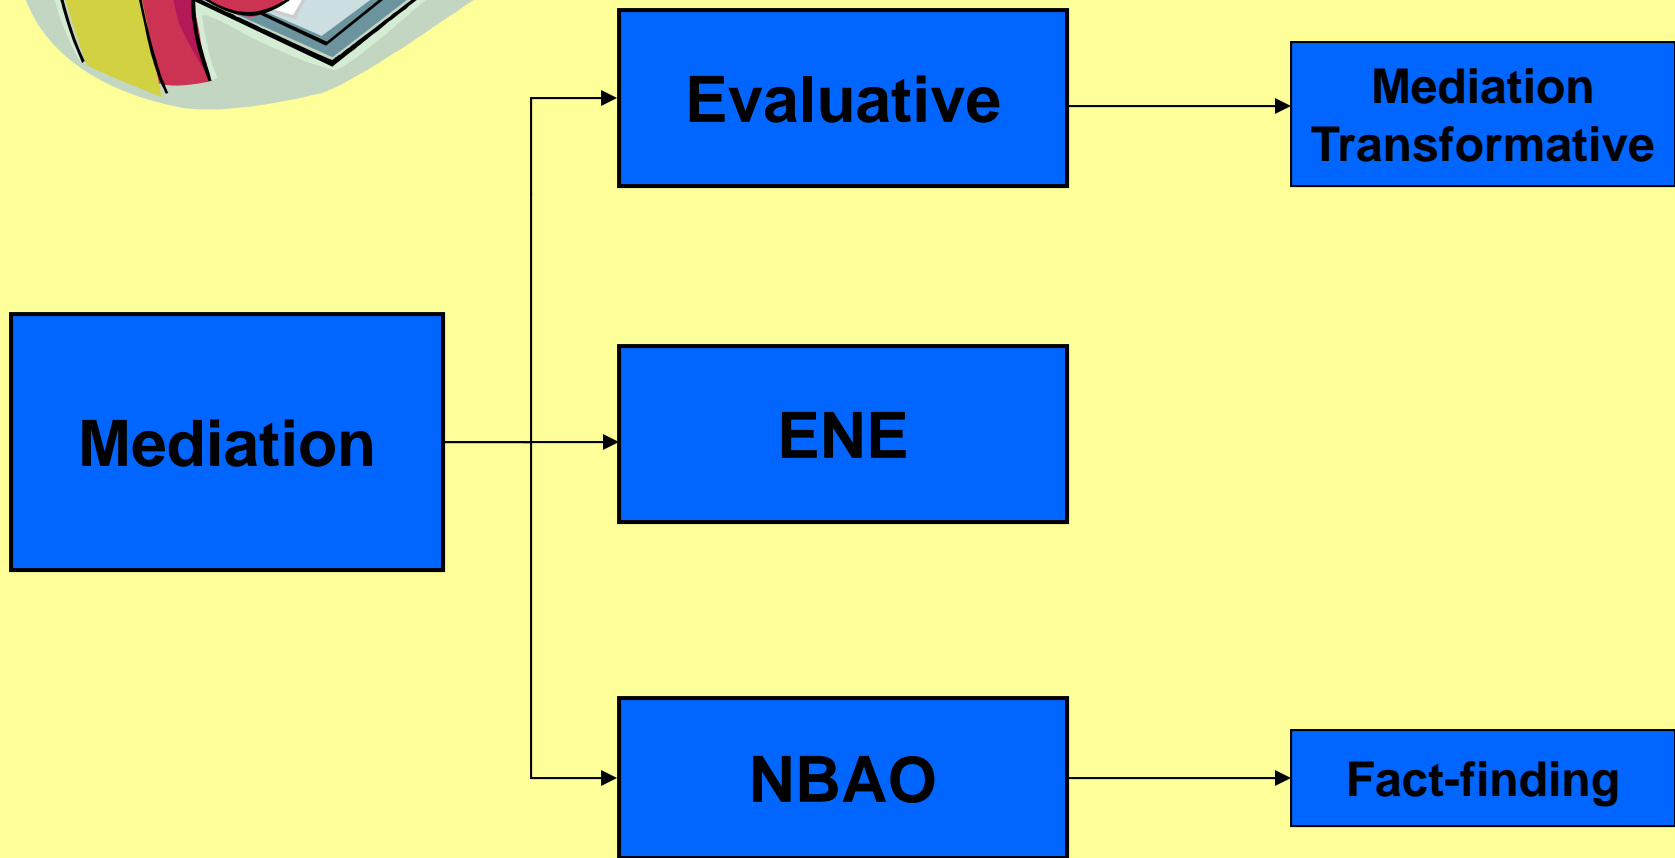 Evaluative
Mediation
Transformative
Mediation
ENE
NBAO
Fact-finding